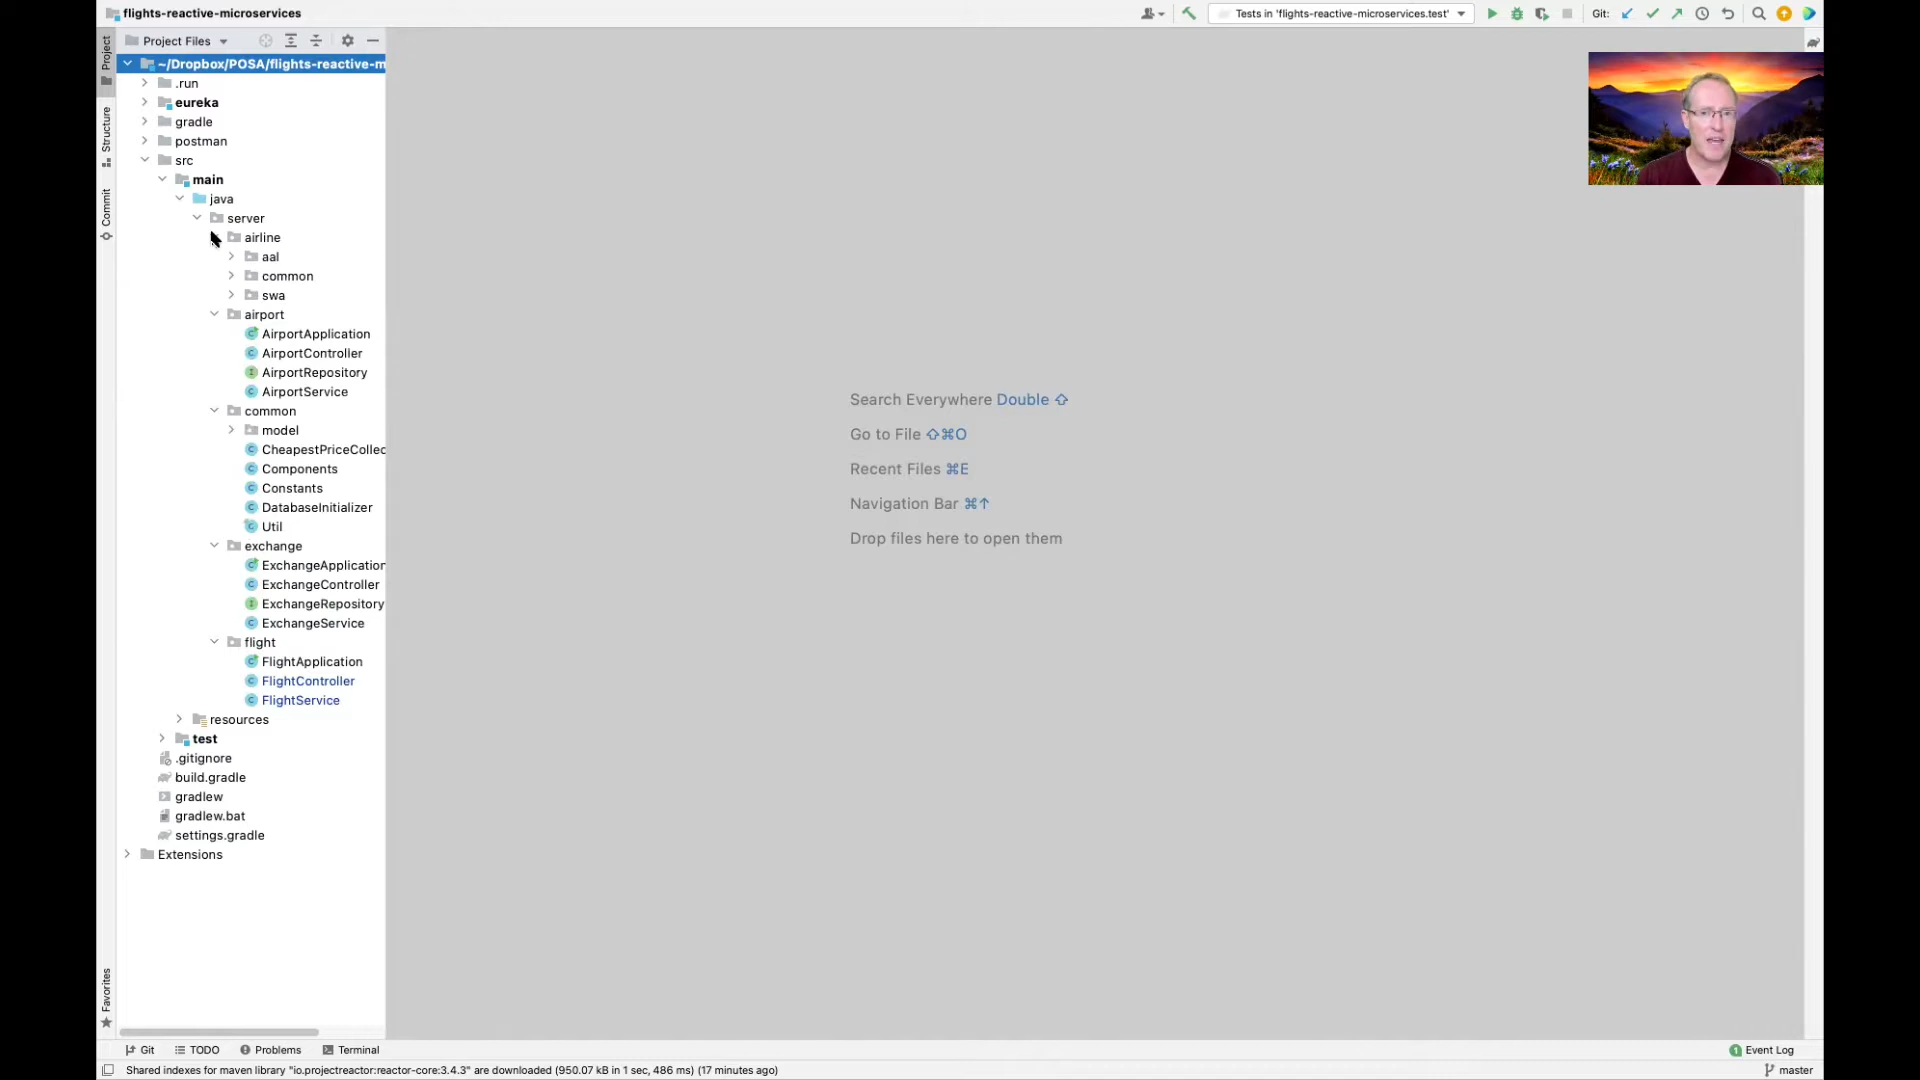 flights-reactive-microservices
Tests in 'flights-reactive-microservices.test'
Git:
Project
Structure
Commit
Favorites
Project Files
~/Dropbox/POSA/flights-reactive-m
.run
eureka
gradle
postman
src
main
java
server
airline
aal
common
swa
airport
AirportApplication
AirportController
AirportRepository
AirportService
common
model
CheapestPriceCollec
Components
Constants
DatabaseInitializer
Util
exchange
ExchangeApplication
ExchangeController
ExchangeRepository
ExchangeService
flight
FlightApplication
FlightController
FlightService
resources
test
.gitignore
build.gradle
gradlew
gradlew.bat
settings.gradle
Extensions
Search Everywhere Double ⇧
Go to File ⇧⌘O
Recent Files ⌘E
Navigation Bar ⌘↑
Drop files here to open them
Git
TODO
Problems
Terminal
1 Event Log
Shared indexes for maven library "io.projectreactor:reactor-core:3.4.3" are downloaded (950.07 kB in 1 sec, 486 ms) (17 minutes ago)
master